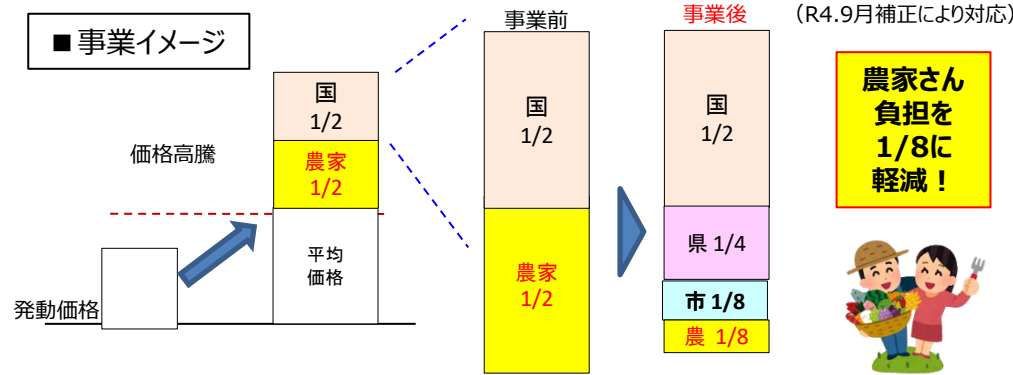 ■事業イメージ
事業前
事業後
（R4.9月補正により対応）
国
1/2
農家
1/2
価格高騰
平均
価格
発動価格
国
1/2
農家
1/2
国
1/2
県 1/4
市 1/8
農 1/8
農家さん
負担を
1/8に
軽減！